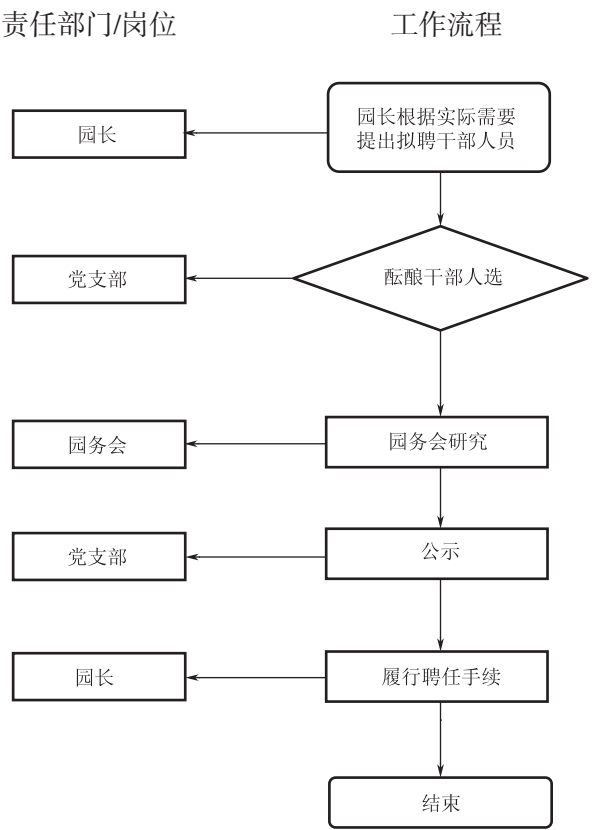 责任部门/岗位
工作流程
园长
园长根据实际需要
提出拟聘干部人员
党支部
酝酿干部人选
园务会
园务会研究
党支部
公示
园长
履行聘任手续
结束